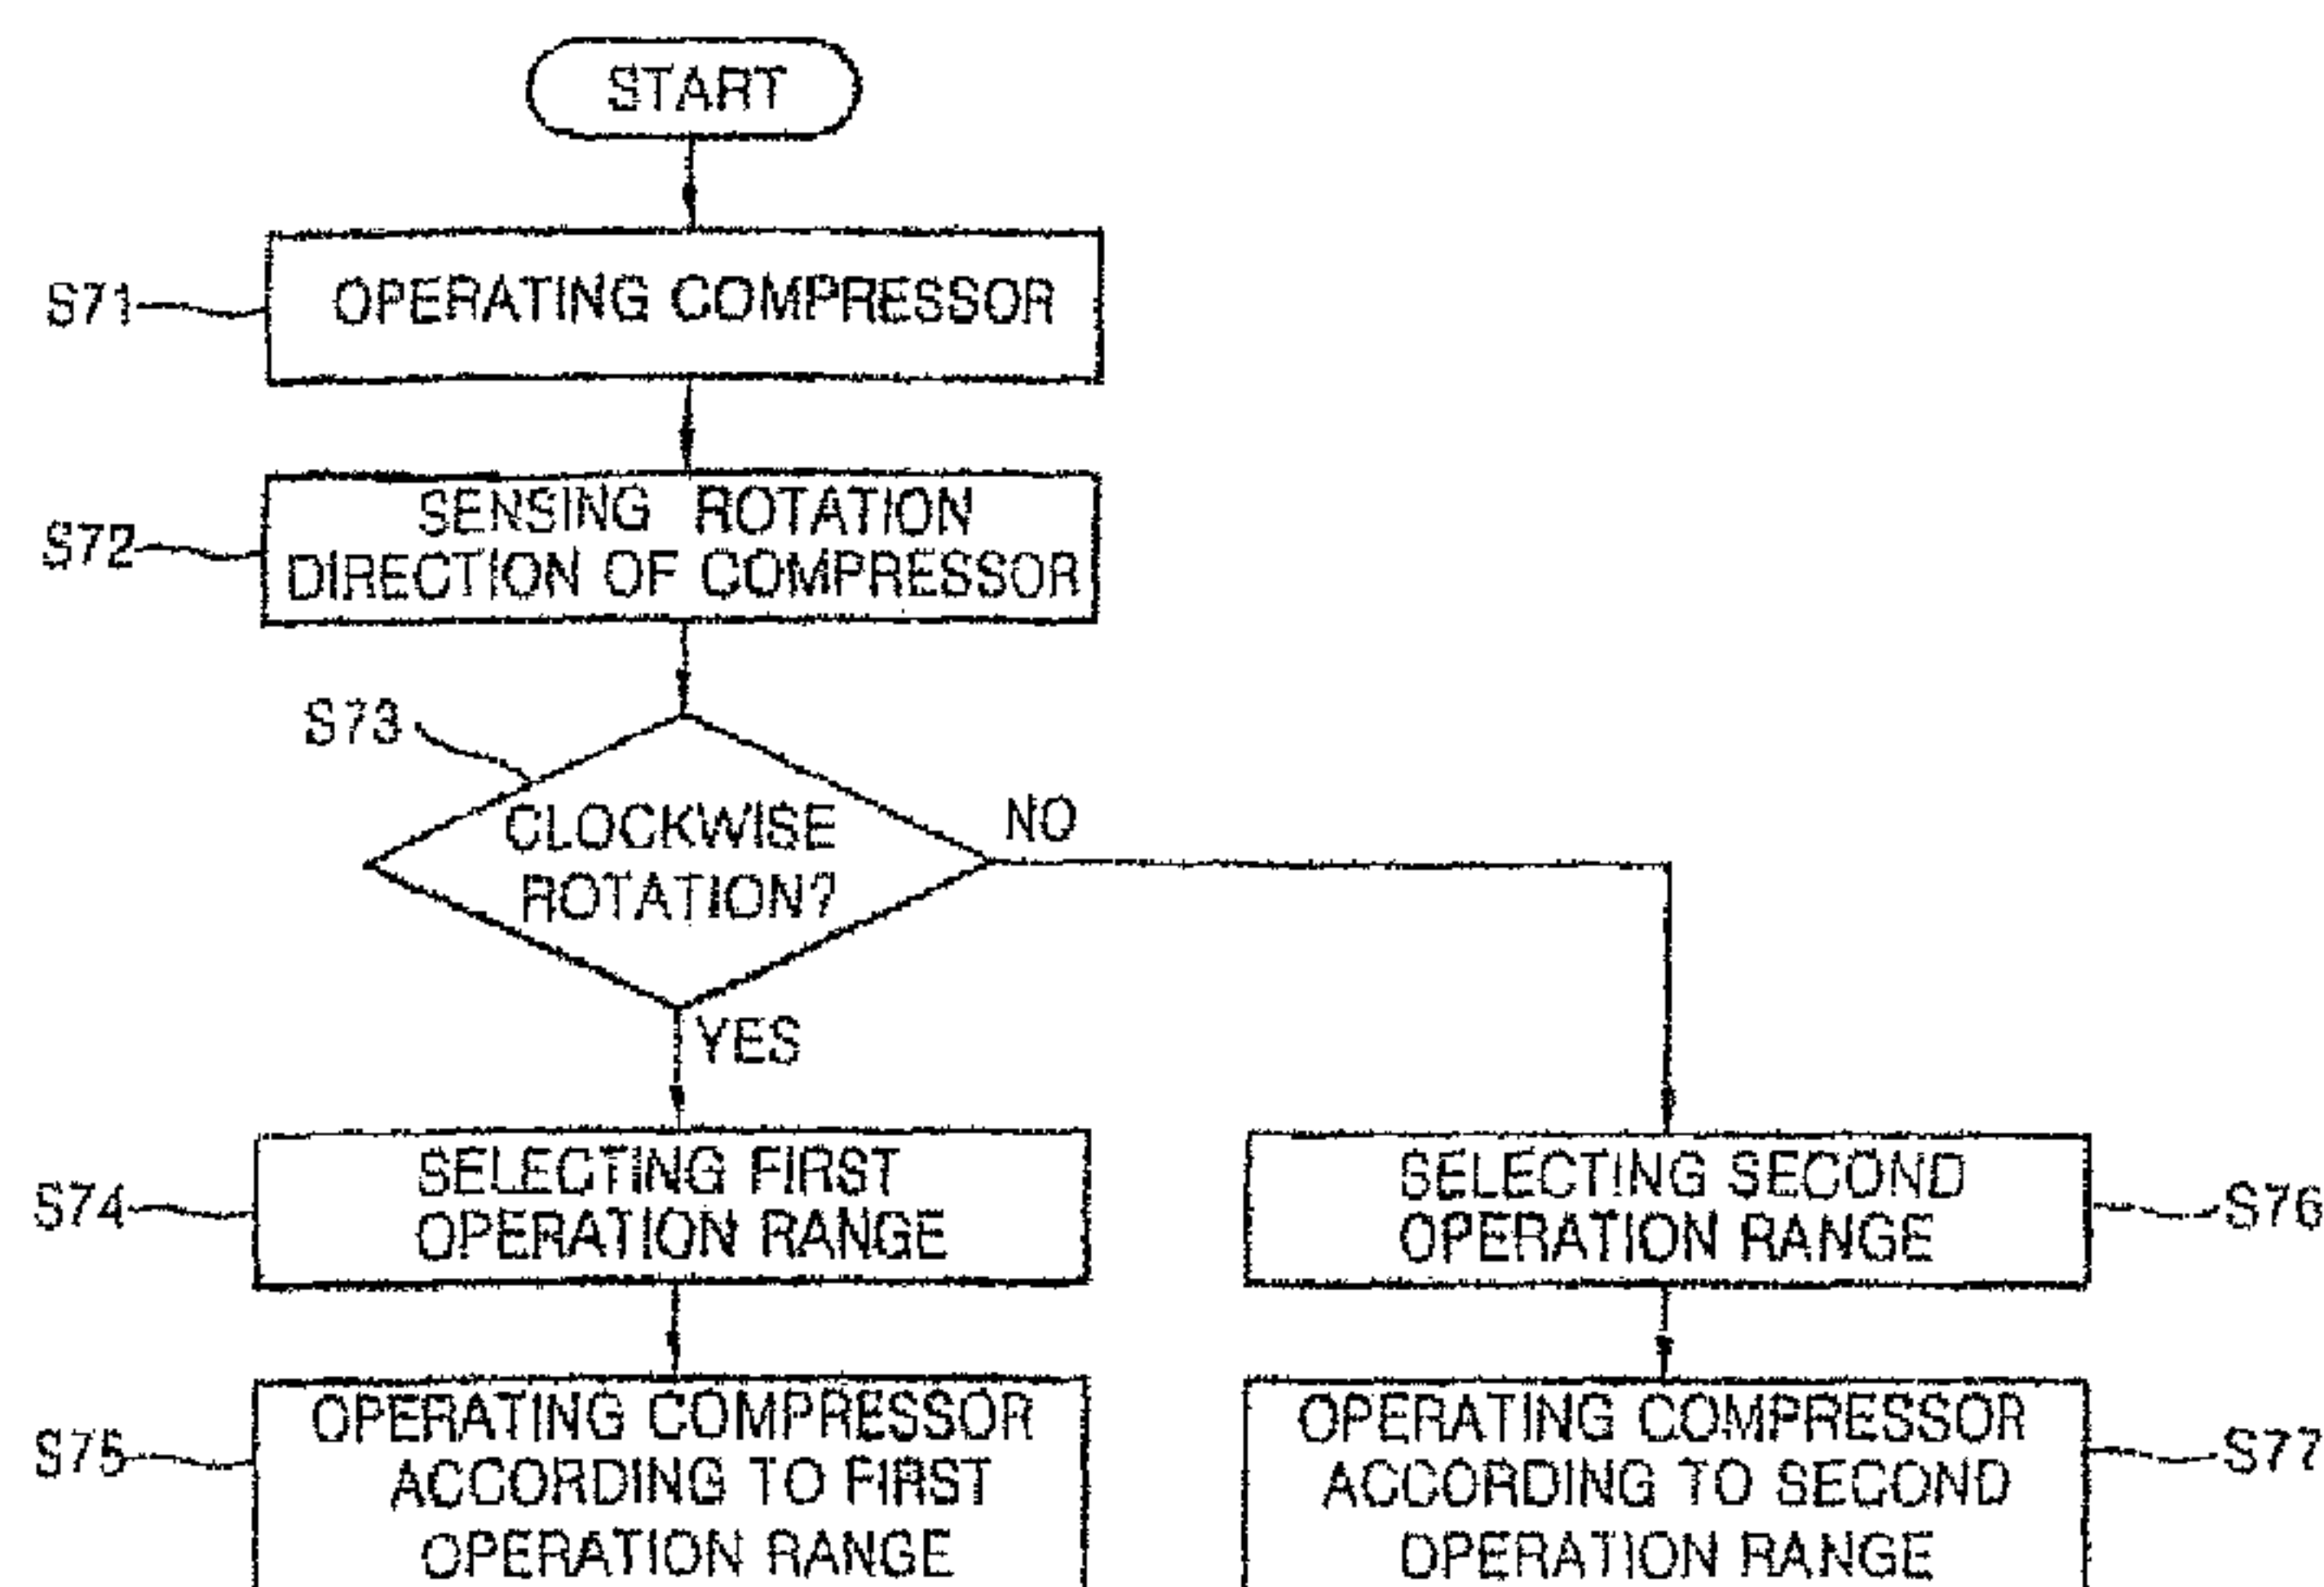 START
S71
OPERATING COMPRESSOR
S72
SENSING ROTATION
DIRECTION OF COMPRESSOR
S73
CLOCKWISE
ROTATION?
NO
YES
S74
SELECTING FIRST
OPERATION RANGE
SELECTING SECOND
OPERATION RANGE
S76
S75
OPERATING COMPRESSOR
ACCORDING TO FIRST
OPERATION RANGE
OPERATING COMPRESSOR
ACCORDING TO SECOND
OPERATION RANGE
S77